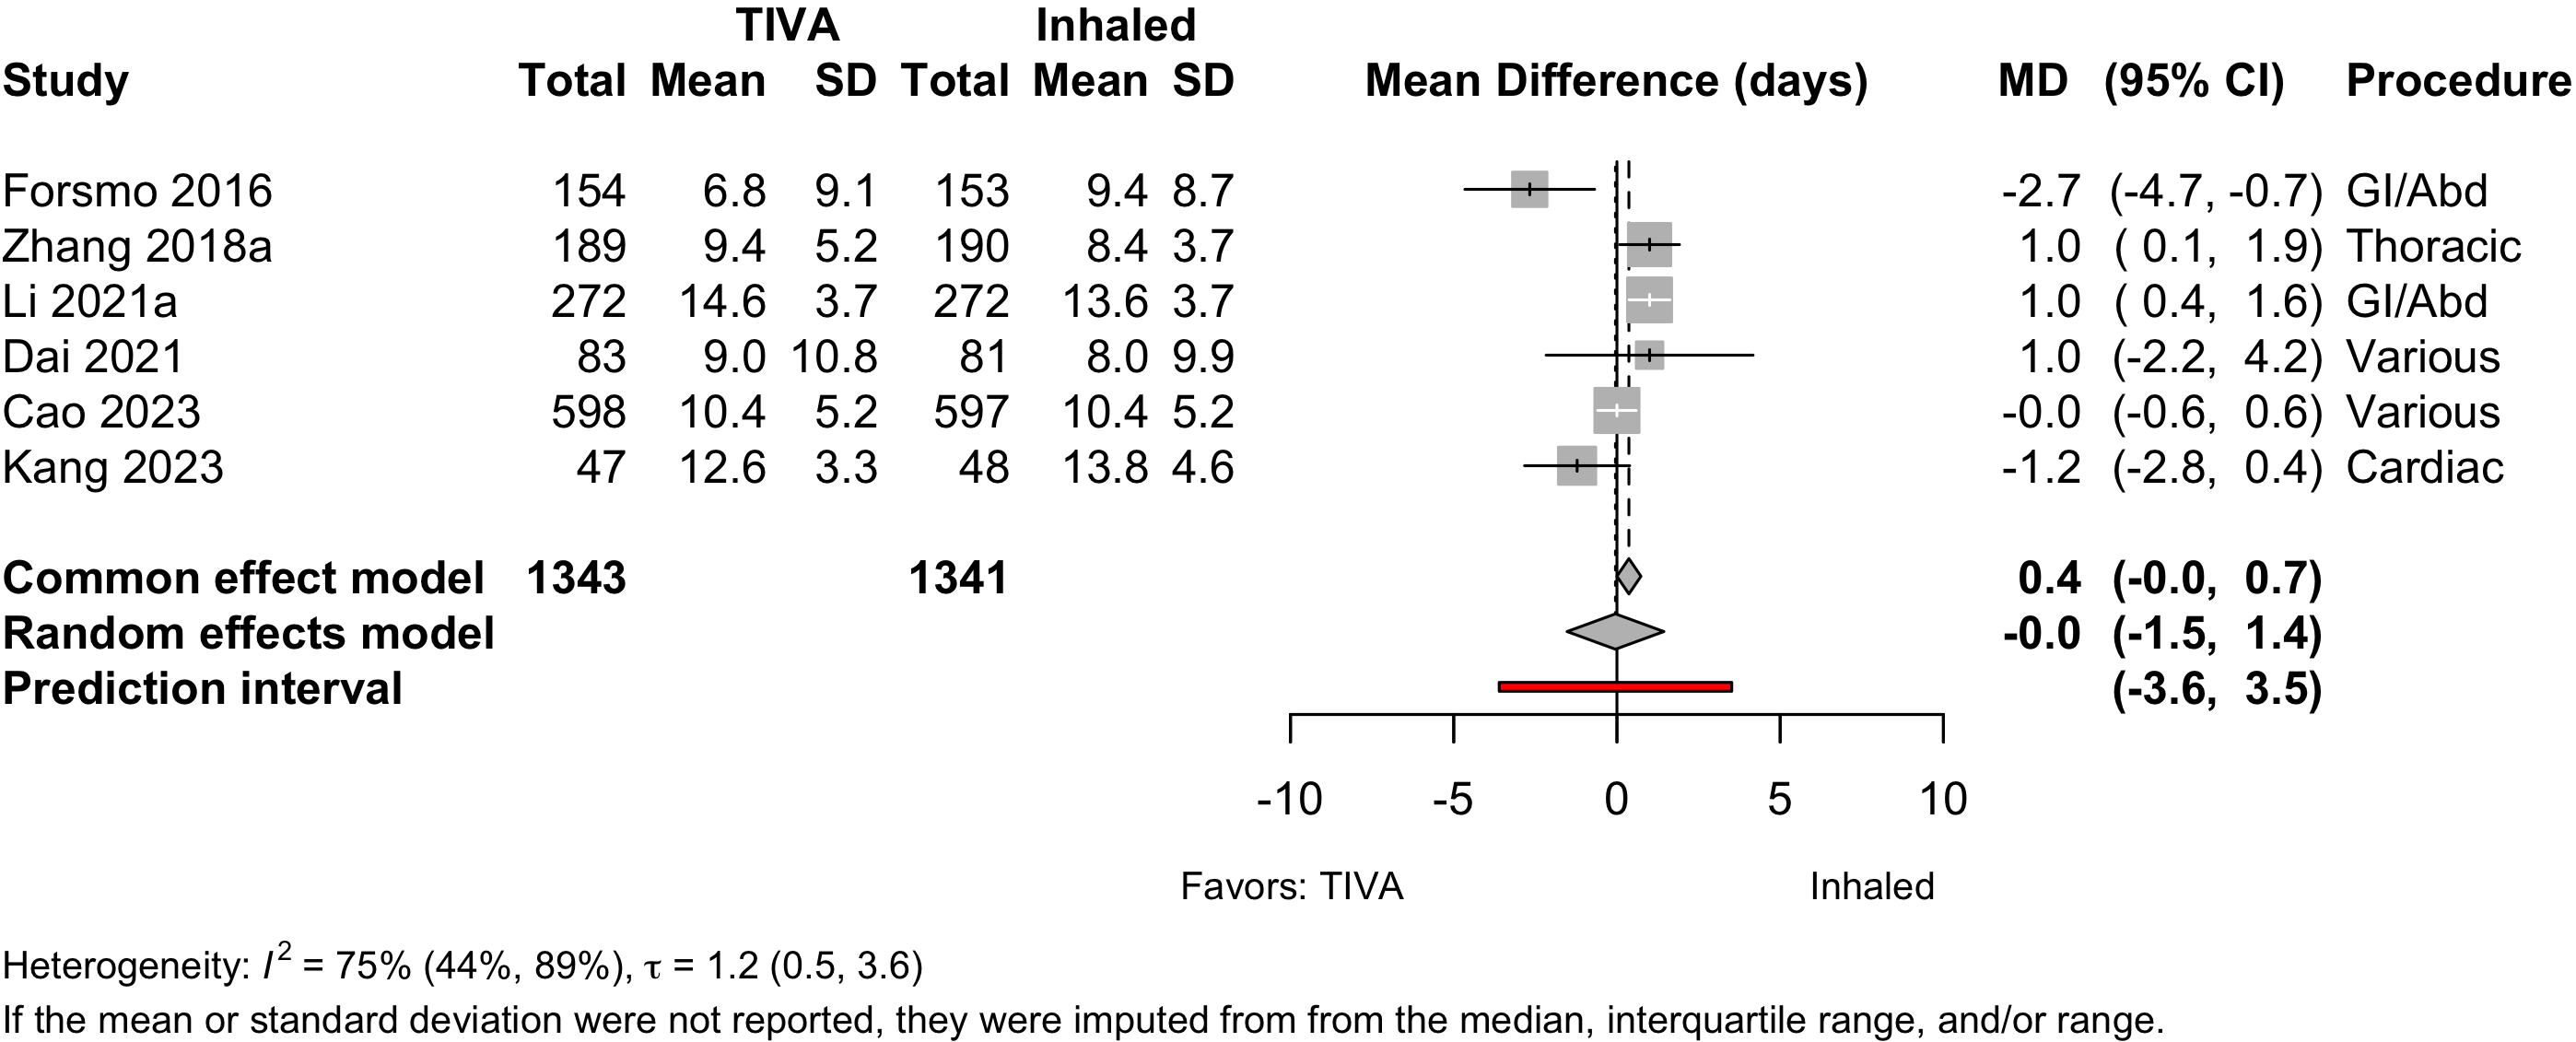 TIVA Inhaled
Study Total Mean SD Total Mean SD Mean Difference (days) MD (95% CI) Procedure
Forsmo 2016 154 6.8 9.1 153 9.4 8.7 -2.7 (-4.7, -0.7) GI/Abd
Zhang 2018a 189 9.4 5.2 190 8.4 3.7 1.0 ( 0.1, 1.9) Thoracic
Li 2021a 272 14.6 3.7 272 13.6 3.7 1.0 ( 0.4, 1.6) GI/Abd
Dai 2021 83 9.0 10.8 81 8.0 9.9 1.0 (-2.2, 4.2) Various
Cao 2023 598 10.4 5.2 597 10.4 5.2 -0.0 (-0.6, 0.6) Various
Kang 2023 47 12.6 3.3 48 13.8 4.6 -1.2 (-2.8, 0.4) Cardiac
Common effect model 1343 1341 0.4 (-0.0, 0.7)
Random effects model -0.0 (-1.5, 1.4)
Prediction interval (-3.6, 3.5)
-10 -5 0 5 10
Favors: TIVA Inhaled
Heterogeneity: I² = 75% (44%, 89%), τ = 1.2 (0.5, 3.6)
If the mean or standard deviation were not reported, they were imputed from from the median, interquartile range, and/or range.